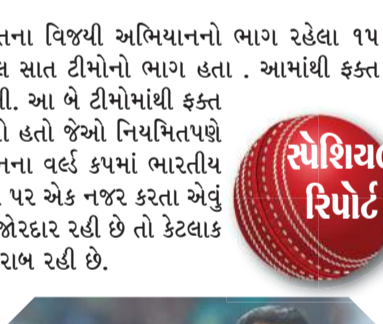 તના વિજયી અભિયાનનો ભાગ રહેલા ૧૫
લ સાત ટીમોનો ભાગ હતા . આમાંથી ફક્ત
ી. આ બે ટીમોમાંથી ફક્ત
ો હતો જેઓ નિયમિતપણે
નના વર્લ્ડ કપમાં ભારતીય
પર એક નજર કરતા એવું
જોરદાર રહી છે તો કેટલાક
રાબ રહી છે.
સ્પેશિયલ
રિપોર્ટ